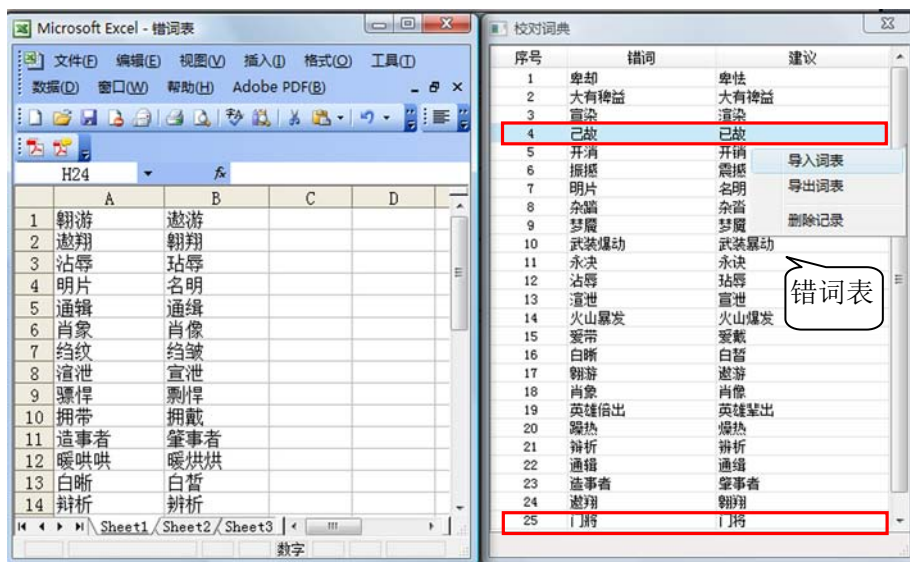 Microsoft Excel - 错词表
文件(F) 编辑(E) 视图(V) 插入(I) 格式(O) 工具(T)
数据(D) 窗口(W) 帮助(H) Adobe PDF(B)
H24 fx
A B C D
1 翱游 遨游
2 遨翔 翱翔
3 沾辱 玷辱
4 明片 名明
5 通辑 通缉
6 肖象 肖像
7
8 渲泄 宣泄
9 骠悍 剽悍
10 拥带 拥戴
11 造事者 肇事者
12 暖哄哄 暖烘烘
13 白晰 白皙
14 辩析 辨析
Sheet1 Sheet2 Sheet3
数字
校对词典
序号 错词 建议
1 卑却 卑怯
2 大有稗益 大有裨益
3 宣染 渲染
4 己故 已故
5 开消 开销
6 振撼 震撼
7 明片 名明
8 杂沓
9 梦魇
10 武装爆动 武装暴动
11 永决 永诀
12 沾辱 玷辱
13 渲泄 宣泄
14 火山暴发 火山爆发
15 爱带 爱戴
16 白晰 白皙
17 翱游 遨游
18 肖象 肖像
19 英雄倍出 英雄辈出
20 躁热 燥热
21 辩析 辨析
22 通辑 通缉
23 造事者 肇事者
24 遨翔 翱翔
25 门将 门将
导入词表
导出词表
删除记录
错词表